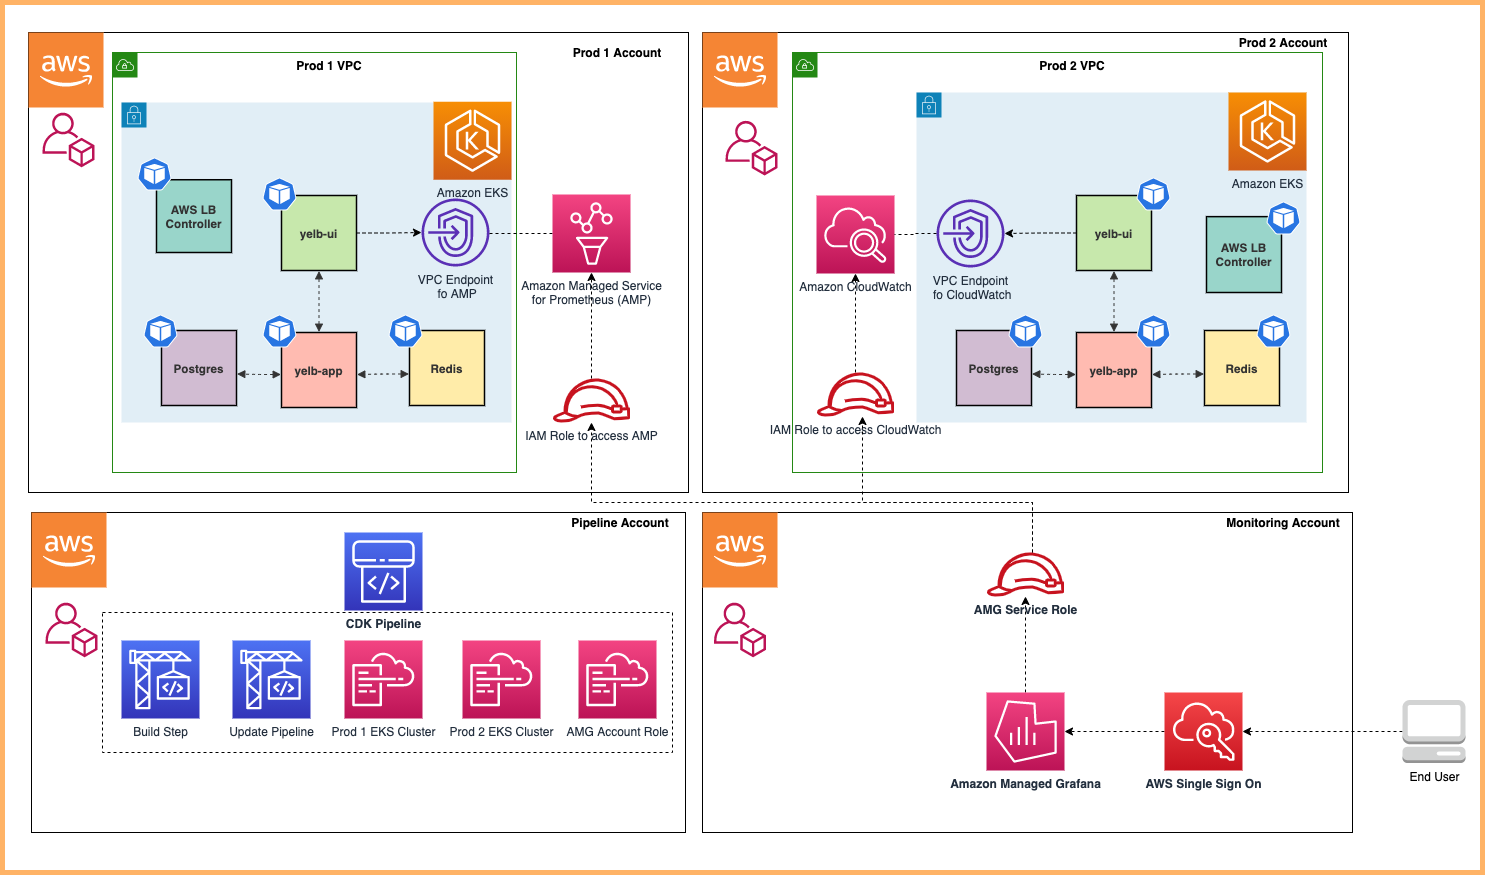 aws
Prod 1 Account
Prod 1 VPC
Amazon EKS
AWS LB
Controller
yelb-ui
VPC Endpoint
fo AMP
Amazon Managed Service
for Prometheus (AMP)
Postgres
yelb-app
Redis
IAM Role to access AMP
aws
Prod 2 Account
Prod 2 VPC
Amazon EKS
yelb-ui
AWS LB
Controller
Amazon CloudWatch
VPC Endpoint
fo CloudWatch
Postgres
yelb-app
Redis
IAM Role to access CloudWatch
aws
Pipeline Account
CDK Pipeline
Build Step
Update Pipeline
Prod 1 EKS Cluster
Prod 2 EKS Cluster
AMG Account Role
aws
Monitoring Account
AMG Service Role
Amazon Managed Grafana
AWS Single Sign On
End User